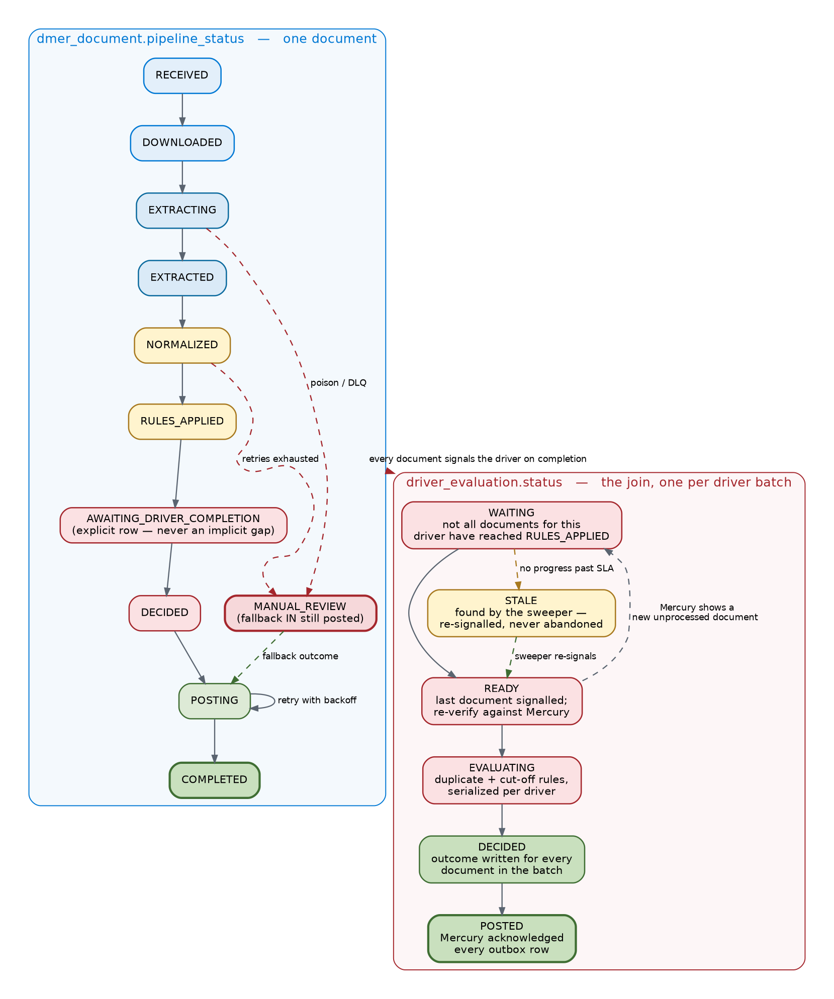 dmer_document.pipeline_status — one document
RECEIVED
DOWNLOADED
EXTRACTING
EXTRACTED
NORMALIZED
poison / DLQ
RULES_APPLIED
retries exhausted
AWAITING_DRIVER_COMPLETION
(explicit row — never an implicit gap)
DECIDED
MANUAL_REVIEW
(fallback IN still posted)
fallback outcome
POSTING
retry with backoff
COMPLETED
every document signals the driver on completion
driver_evaluation.status — the join, one per driver batch
WAITING
not all documents for this
driver have reached RULES_APPLIED
no progress past SLA
STALE
found by the sweeper —
re-signalled, never abandoned
Mercury shows a
new unprocessed document
sweeper re-signals
READY
last document signalled;
re-verify against Mercury
EVALUATING
duplicate + cut-off rules,
serialized per driver
DECIDED
outcome written for every
document in the batch
POSTED
Mercury acknowledged
every outbox row